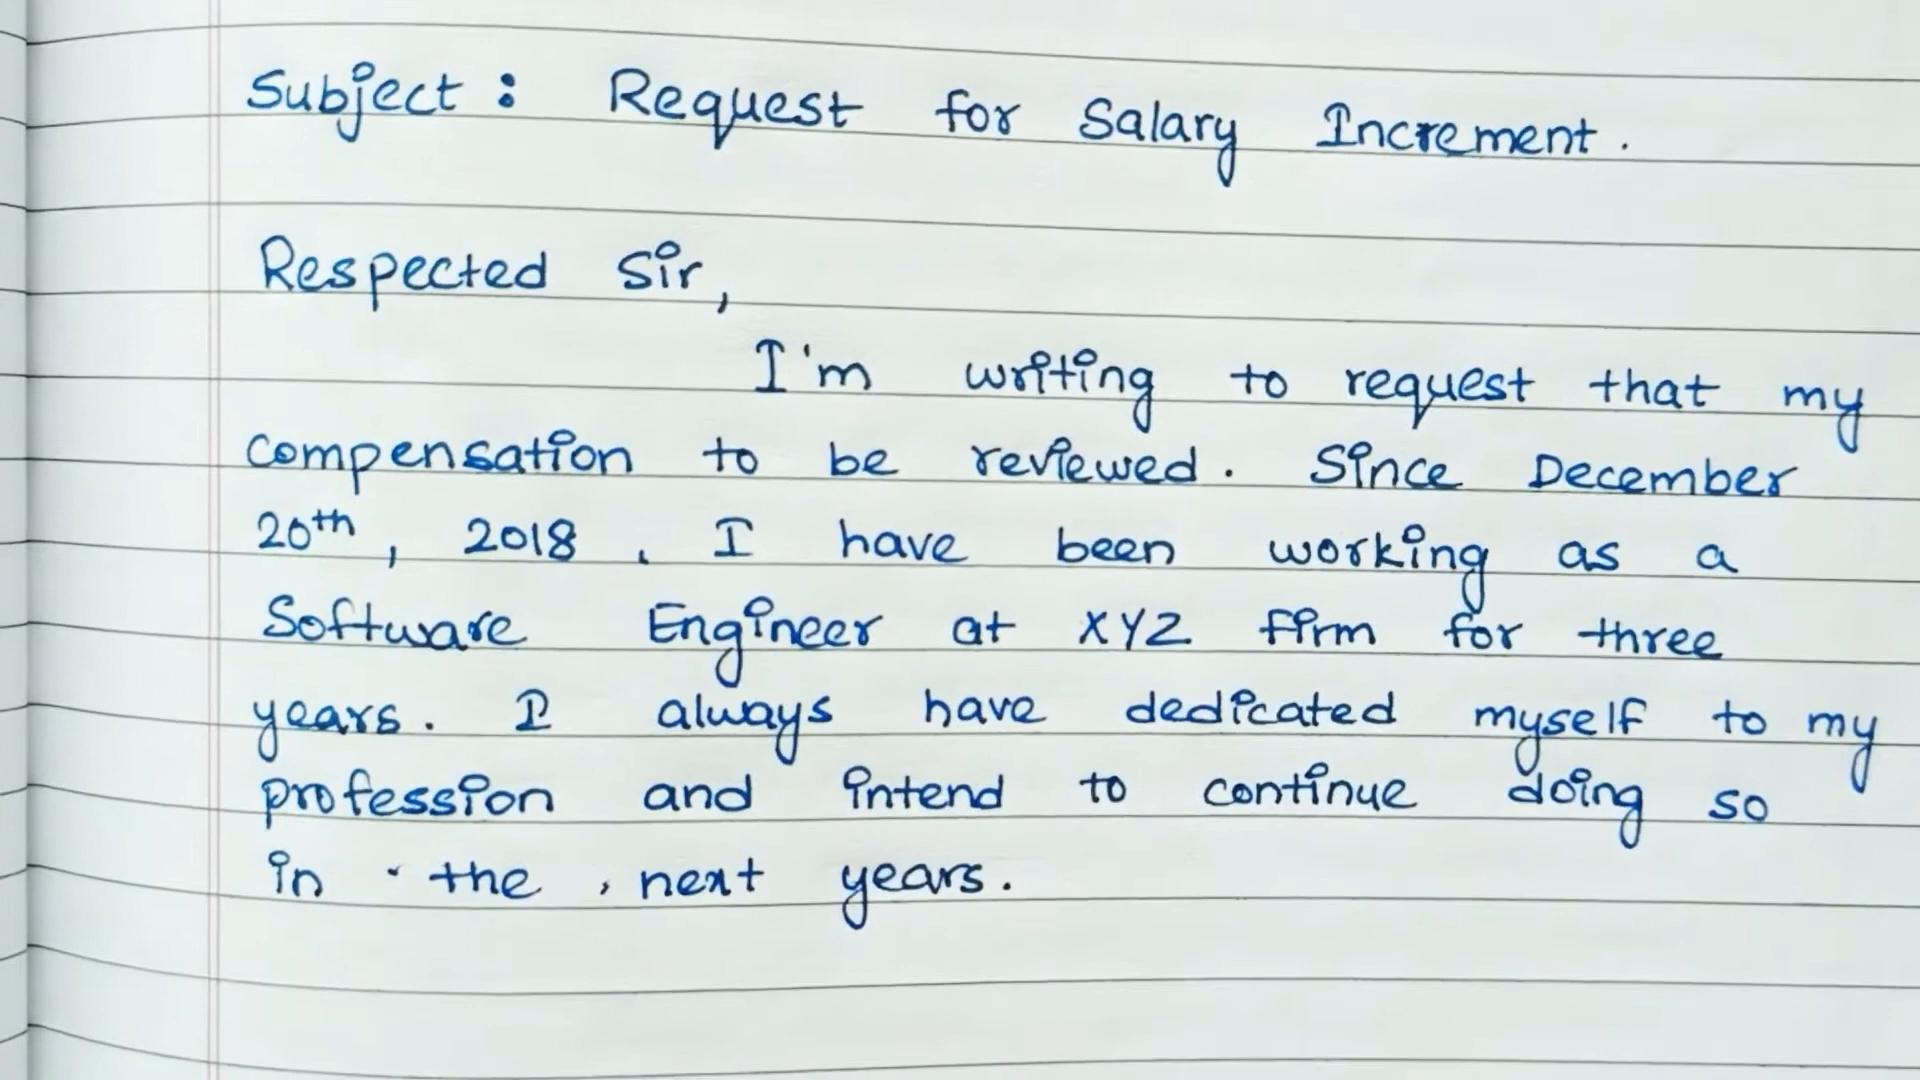 Subject : Request for Salary Increment.
Respected Sir,
I'm writing to request that my
compensation to be reviewed. Since December
20th, 2018, I have been working as a
Software Engineer at XYZ firm for three
years. I always have dedicated myself to my
profession and intend to continue doing so
in the next years.